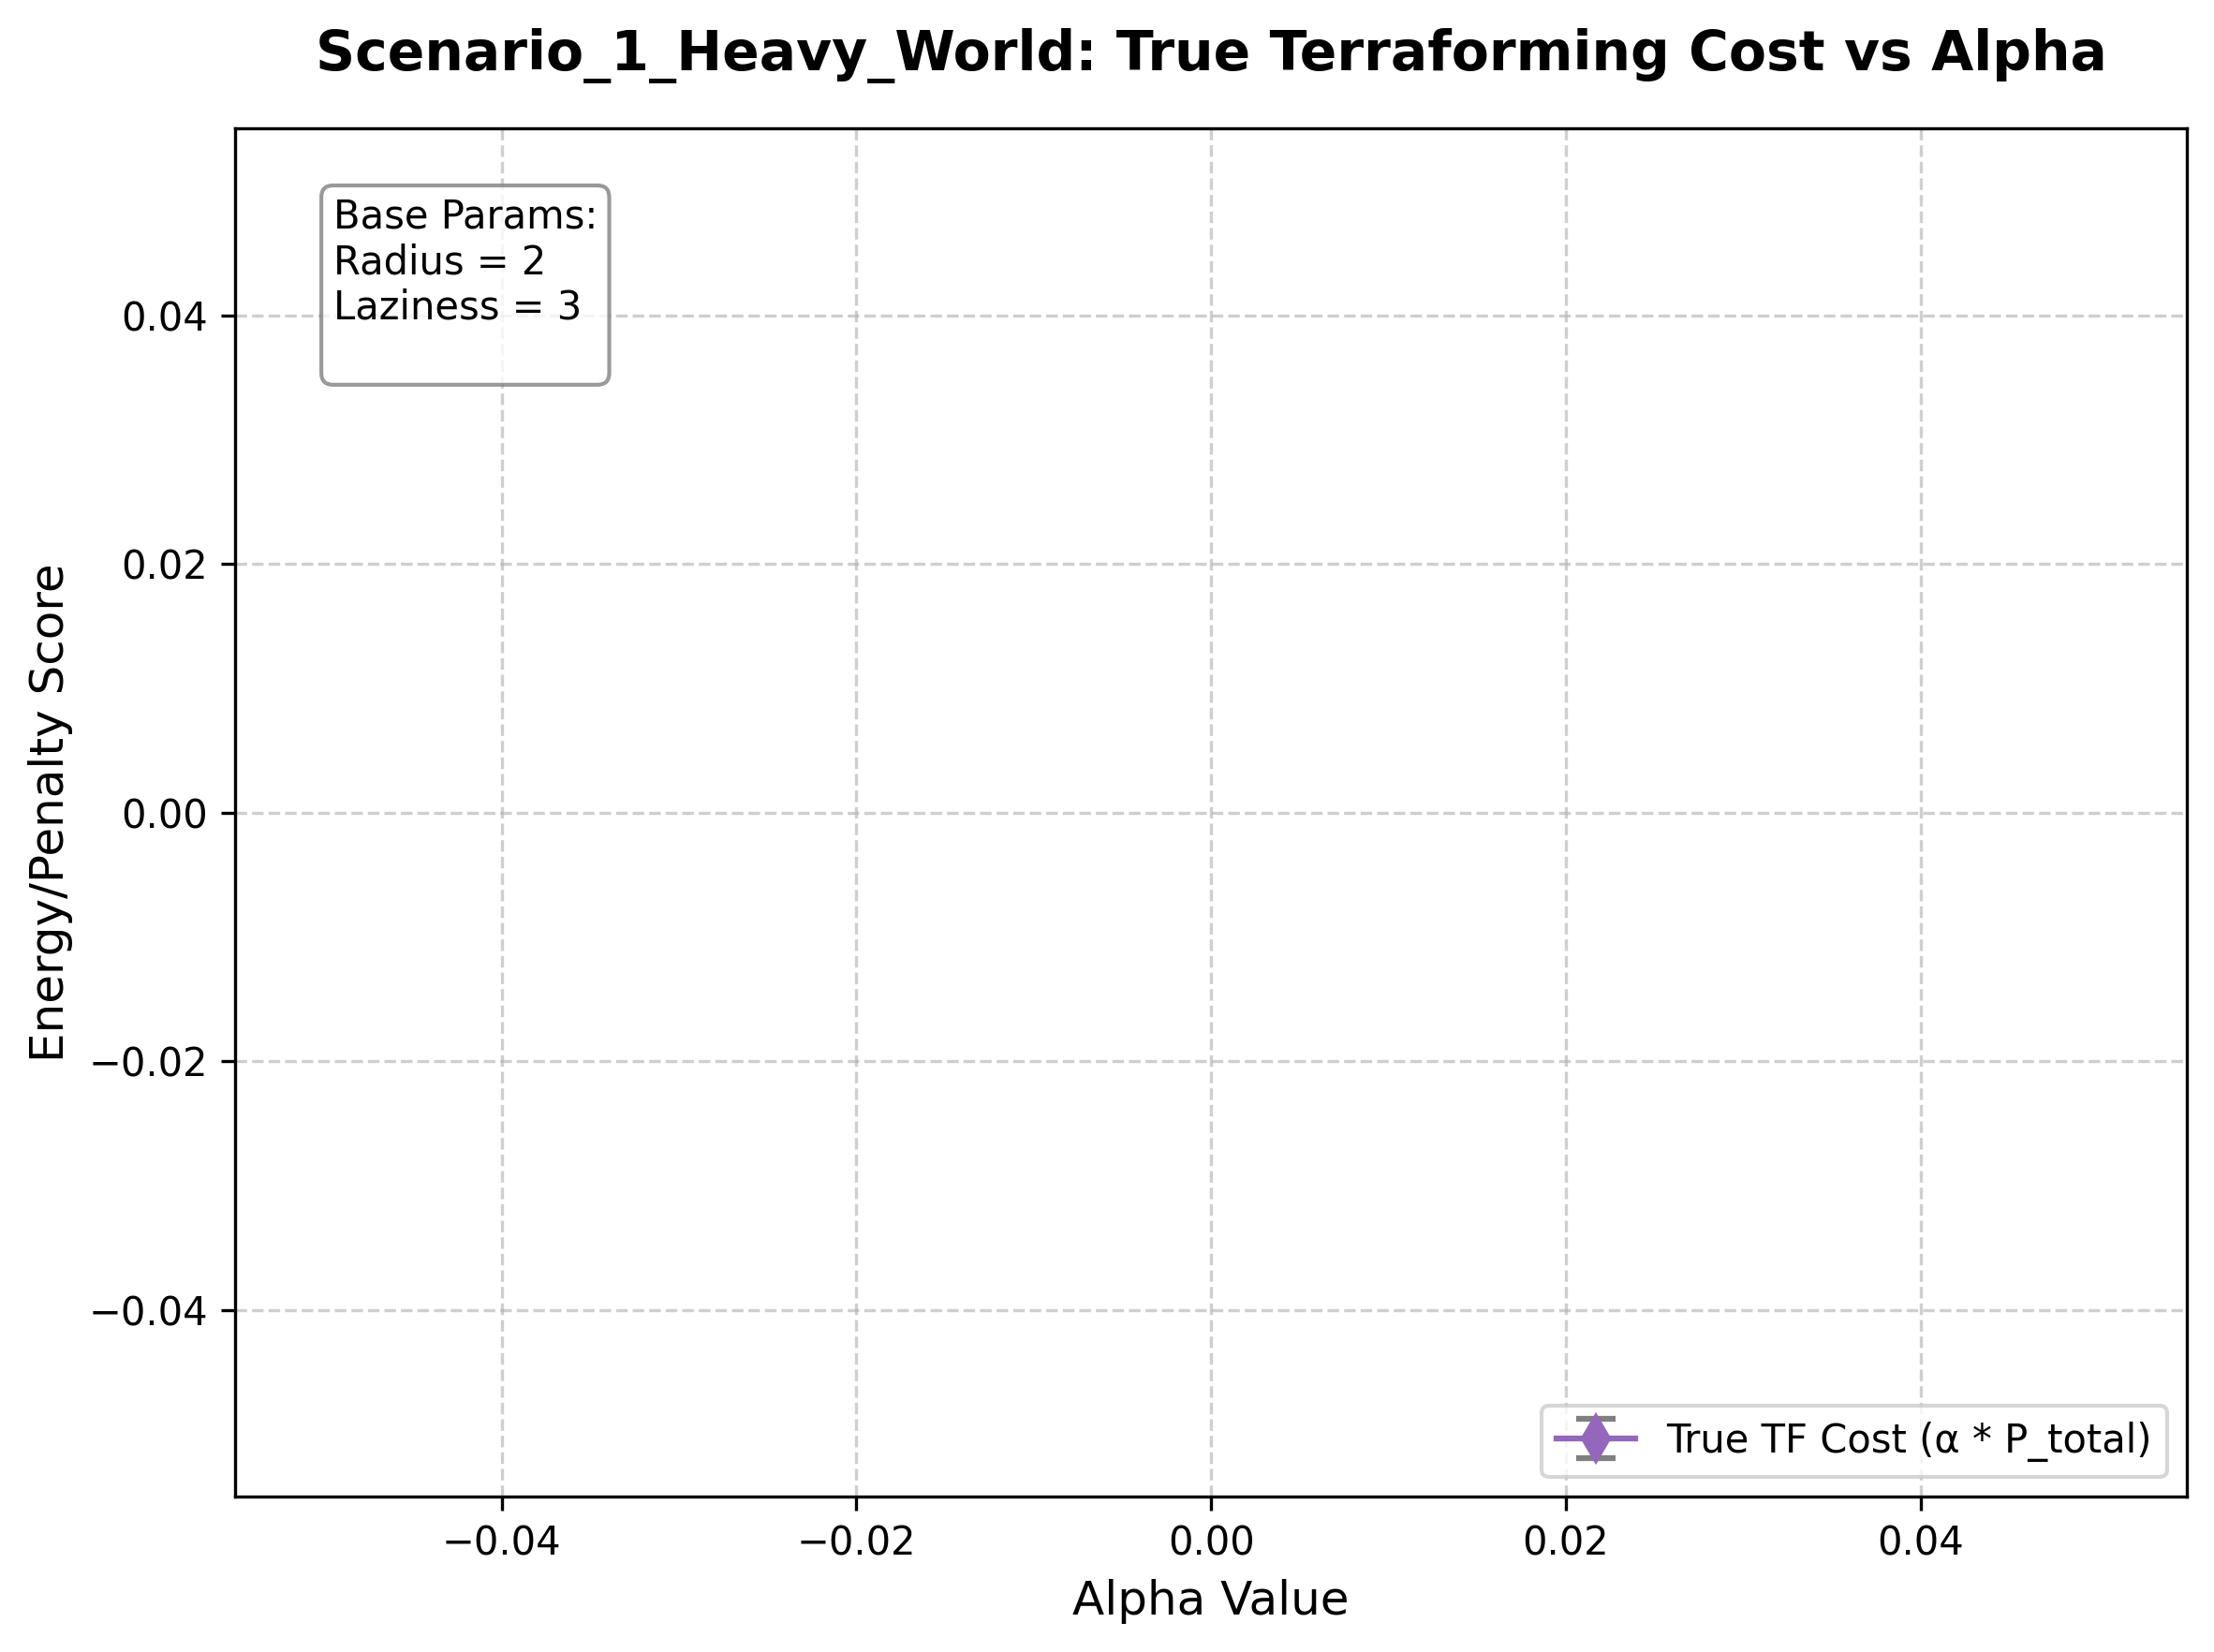 Scenario_1_Heavy_World: True Terraforming Cost vs Alpha
Base Params:
Radius = 2
Laziness = 3
0.04
0.02
0.00
−0.02
−0.04
Energy/Penalty Score
True TF Cost (α * P_total)
−0.04
−0.02
0.00
0.02
0.04
Alpha Value